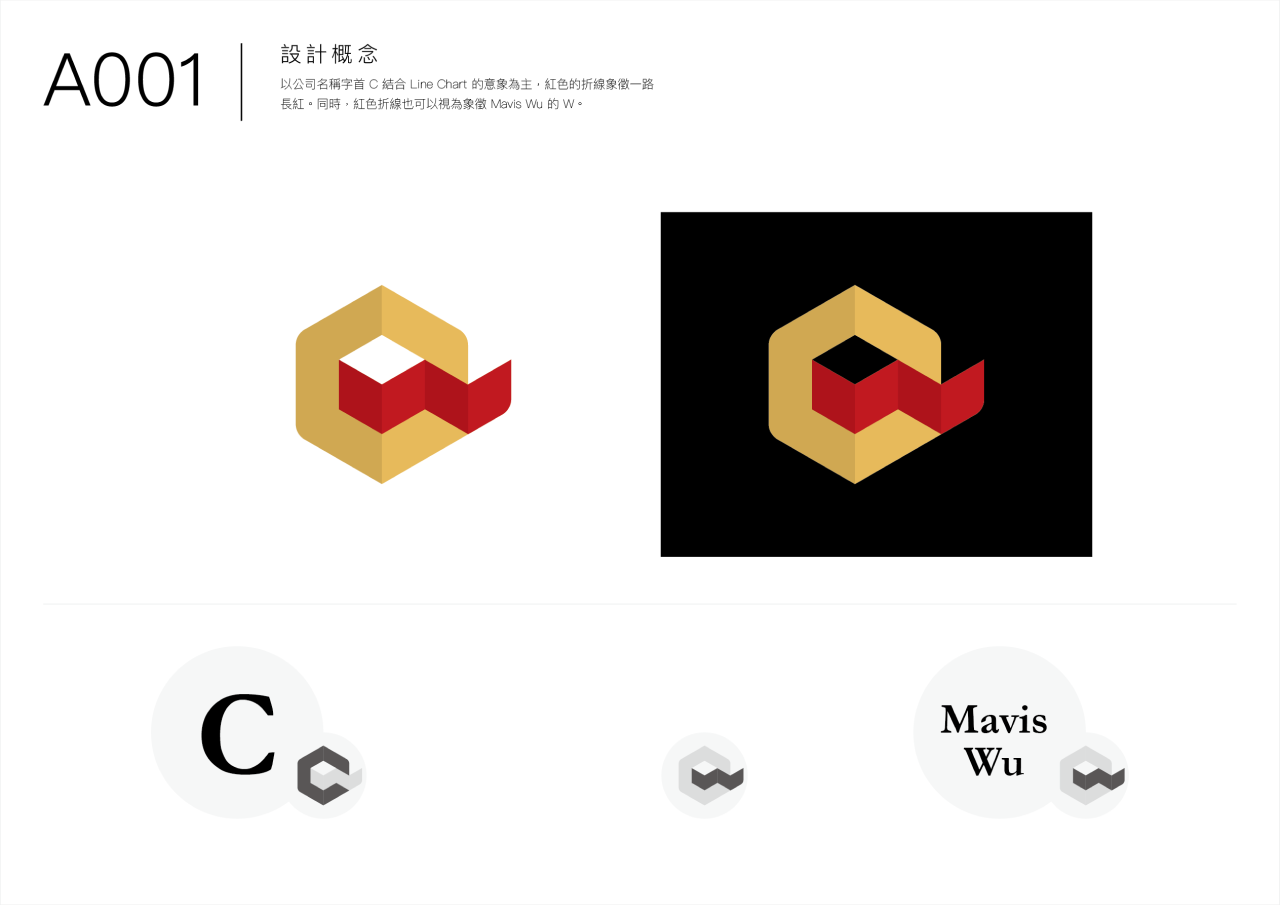 A001
設計概念
以公司名稱字首 C 結合 Line Chart 的意象為主，紅色的折線象徵一路
長紅。同時，紅色折線也可以視為象徵 Mavis Wu 的 W。
C
Mavis
Wu